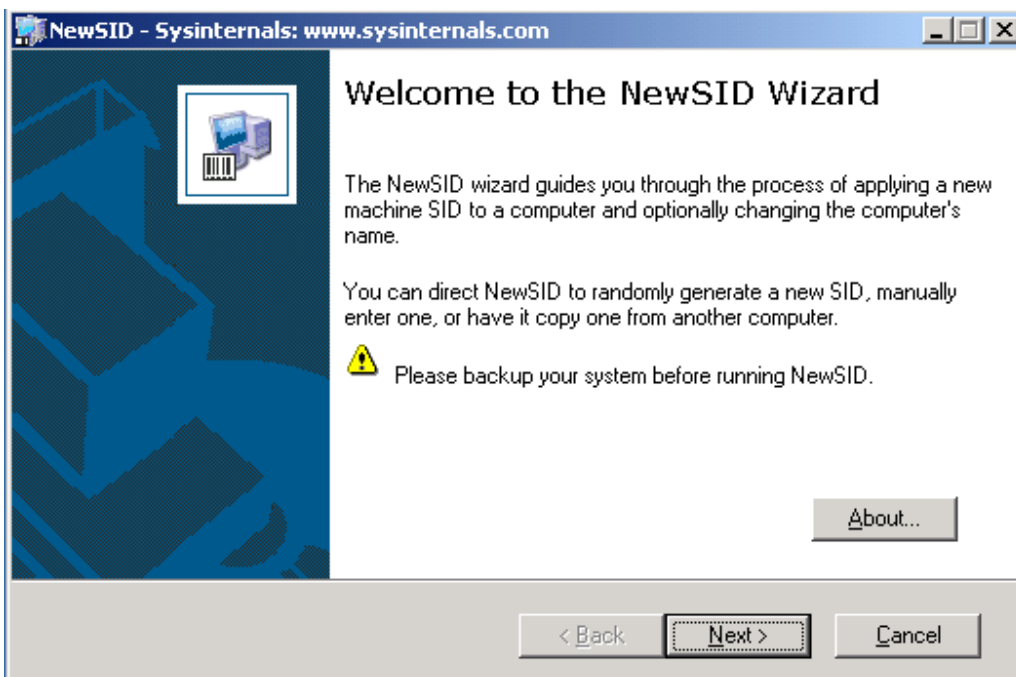 NewSID - Sysinternals: www.sysinternals.com
Welcome to the NewSID Wizard
The NewSID wizard guides you through the process of applying a new
machine SID to a computer and optionally changing the computer's
name.
You can direct NewSID to randomly generate a new SID, manually
enter one, or have it copy one from another computer.
Please backup your system before running NewSID.
About...
< Back
Next >
Cancel